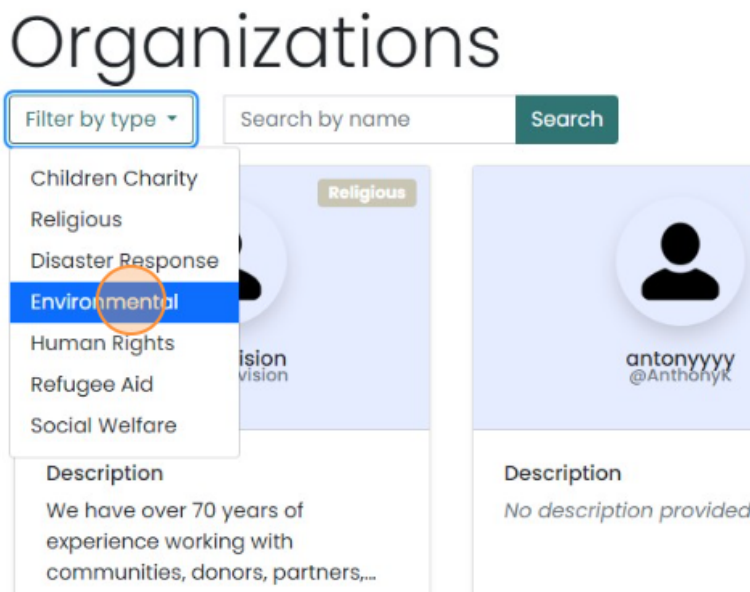 Organizations
Filter by type
Search by name
Search
Children Charity
Religious
Disaster Response
Environmental
Human Rights
Refugee Aid
Social Welfare
Religious
ision
vision
antonyyyy
@AnthonyK
Description
We have over 70 years of
experience working with
communities, donors, partners,...
Description
No description provided